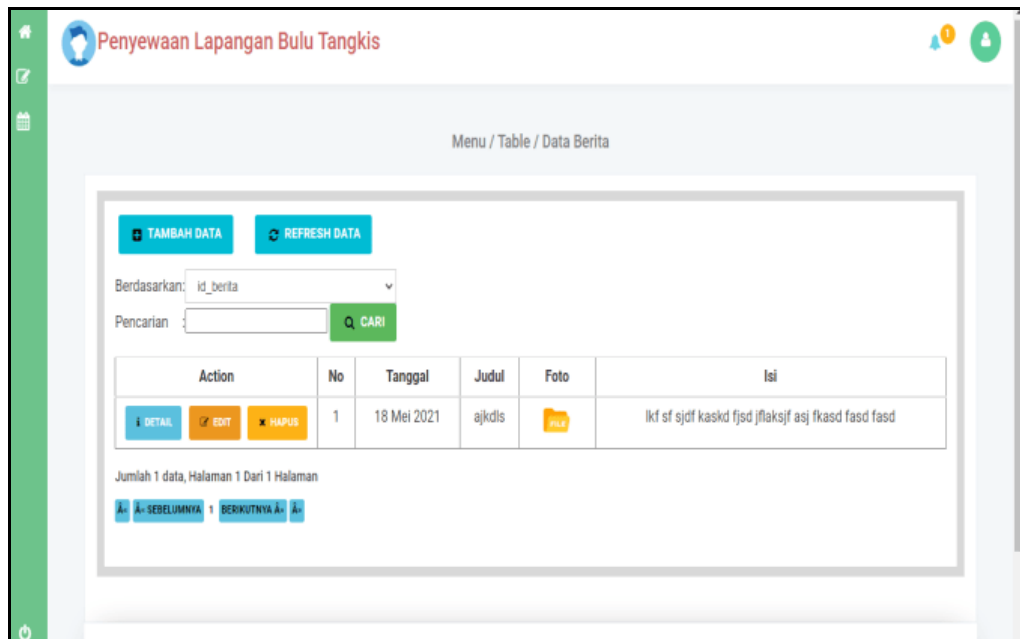 Penyewaan Lapangan Bulu Tangkis
1
Menu / Table / Data Berita
TAMBAH DATA REFRESH DATA
Berdasarkan: id_berita
Pencarian :
CARI
Action No Tanggal Judul Foto Isi
DETAIL EDIT HAPUS 1 18 Mei 2021 ajkdls FILE lkf sf sjdf kaskd fjsd jflaksjf asj fkasd fasd fasd
Jumlah 1 data, Halaman 1 Dari 1 Halaman
Â« Â« SEBELUMNYA 1 BERIKUTNYA Â» Â»